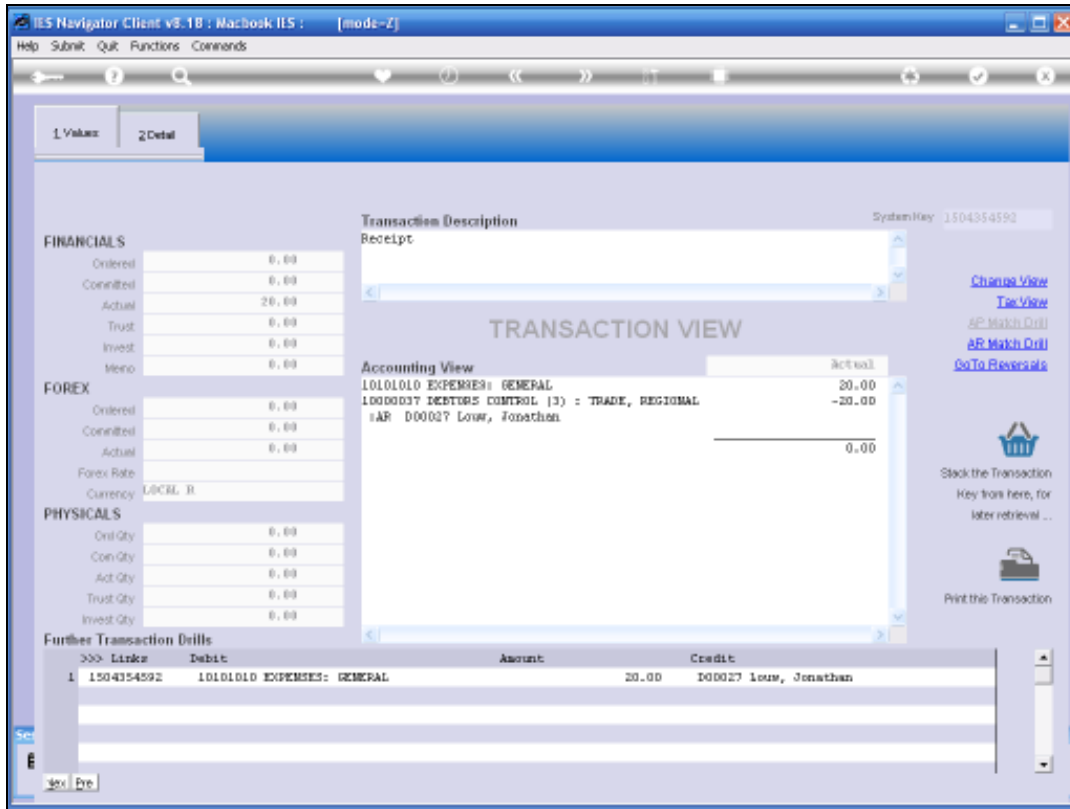 IES Navigator Client v8.18 : Macbook IES : [mode=Z]
Help Submit Quit Functions Commands
1 Values
2 Detail
Transaction Description
System Key 1504354592
Receipt
FINANCIALS
Ordered 0.00
Committed 0.00
Actual 20.00
Trust 0.00
Invest 0.00
Memo 0.00
Change View
Tax View
AP Match Drill
AR Match Drill
GoTo Reversals
TRANSACTION VIEW
Accounting View
Actual
10101010 EXPENSES: GENERAL 20.00
10000037 DEBTORS CONTROL (3) : TRADE, REGIONAL -20.00
:AR D00027 Louw, Jonathan
0.00
FOREX
Ordered 0.00
Committed 0.00
Actual 0.00
Forex Rate
Currency LOCAL R
PHYSICALS
Ord Qty 0.00
Com Qty 0.00
Act Qty 0.00
Trust Qty 0.00
Invest Qty 0.00
Stack the Transaction
Key from here, for
later retrieval ...
Print this Transaction
Further Transaction Drills
>>> Links Debit Amount Credit
1 1504354592 10101010 EXPENSES: GENERAL 20.00 D00027 Louw, Jonathan
Pre